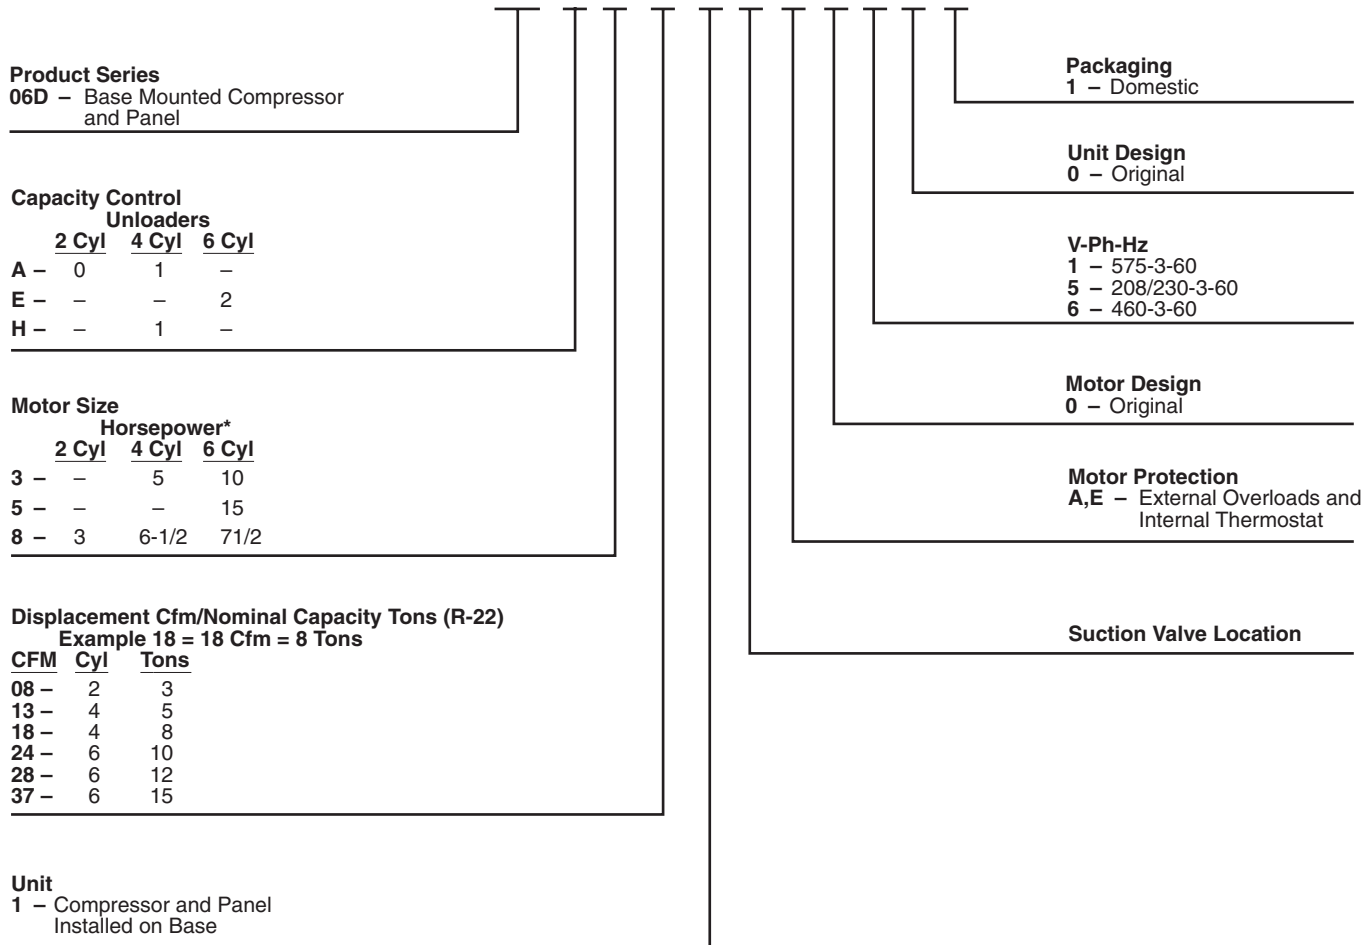 Product Series
06D – Base Mounted Compressor
and Panel
Capacity Control
Unloaders
2 Cyl 4 Cyl 6 Cyl
A – 0 1 –
E – – – 2
H – – 1 –
Motor Size
Horsepower*
2 Cyl 4 Cyl 6 Cyl
3 – – 5 10
5 – – – 15
8 – 3 6-1/2 71/2
Displacement Cfm/Nominal Capacity Tons (R-22)
Example 18 = 18 Cfm = 8 Tons
CFM Cyl Tons
08 – 2 3
13 – 4 5
18 – 4 8
24 – 6 10
28 – 6 12
37 – 6 15
Unit
1 – Compressor and Panel
Installed on Base
Packaging
1 – Domestic
Unit Design
0 – Original
V-Ph-Hz
1 – 575-3-60
5 – 208/230-3-60
6 – 460-3-60
Motor Design
0 – Original
Motor Protection
A,E – External Overloads and
Internal Thermostat
Suction Valve Location